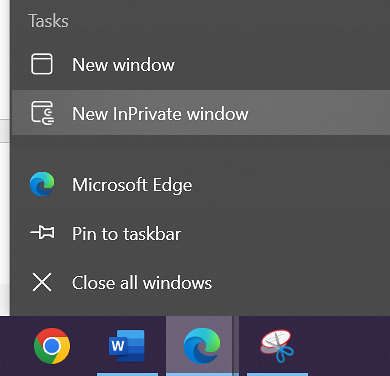 Tasks
New window
New InPrivate window
Microsoft Edge
Pin to taskbar
Close all windows
W